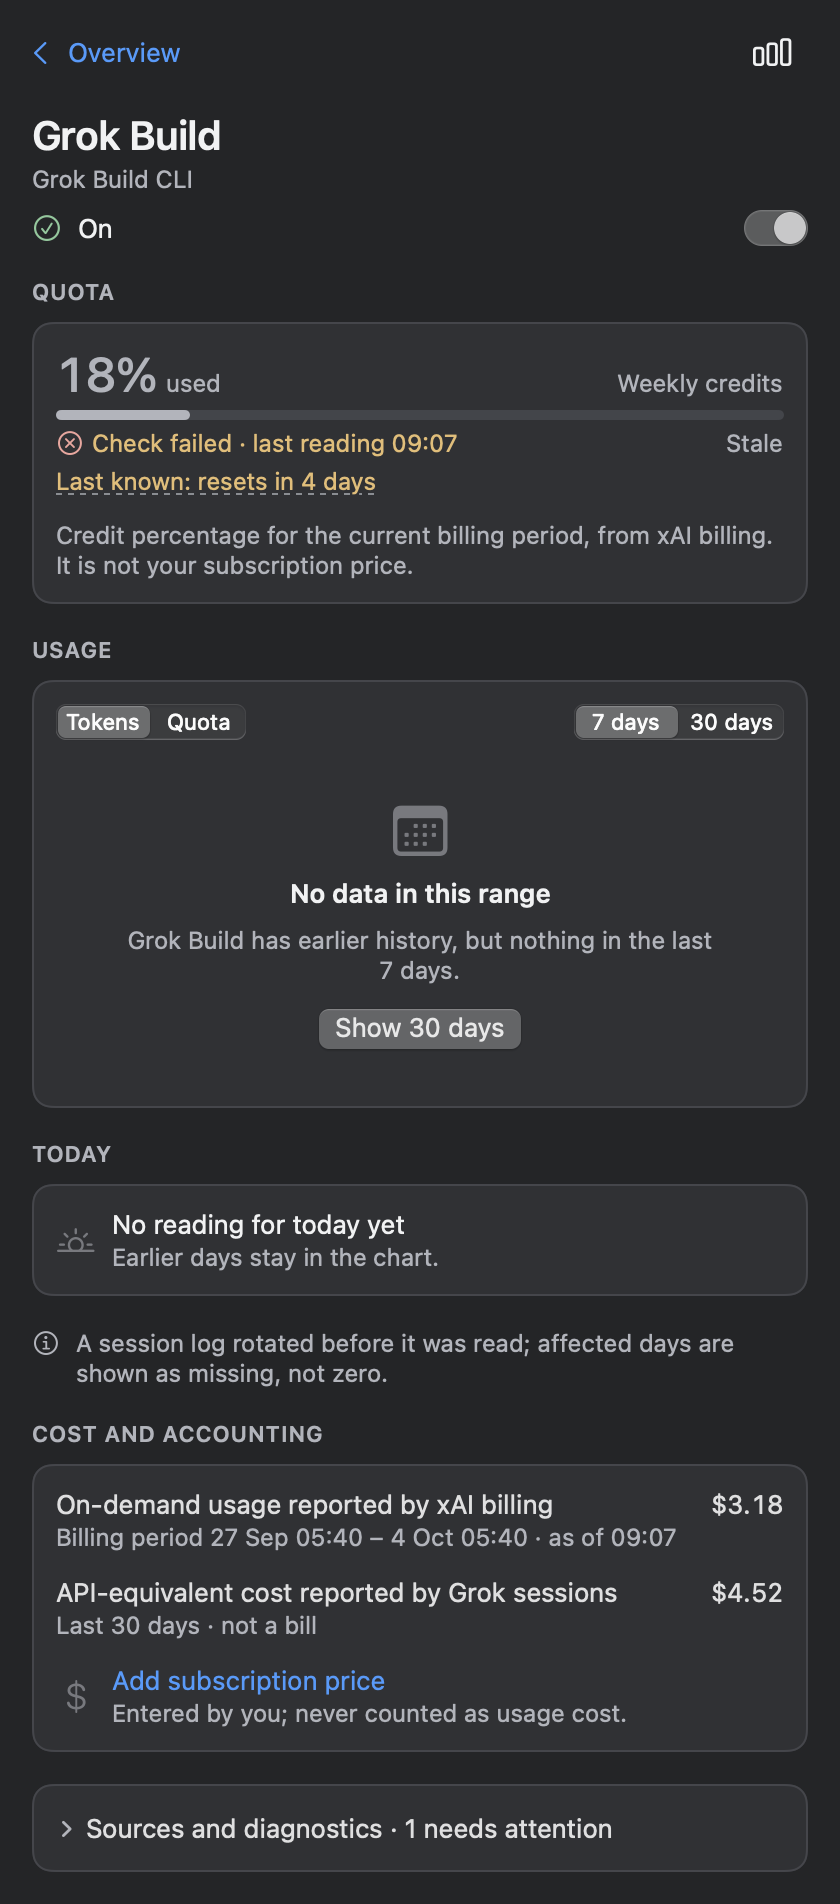 Overview
Grok Build
Grok Build CLI
On
QUOTA
18% used
Weekly credits
Check failed · last reading 09:07
Stale
Last known: resets in 4 days
Credit percentage for the current billing period, from xAI billing.
It is not your subscription price.
USAGE
Tokens Quota
7 days 30 days
No data in this range
Grok Build has earlier history, but nothing in the last
7 days.
Show 30 days
TODAY
No reading for today yet
Earlier days stay in the chart.
A session log rotated before it was read; affected days are
shown as missing, not zero.
COST AND ACCOUNTING
On-demand usage reported by xAI billing $3.18
Billing period 27 Sep 05:40 – 4 Oct 05:40 · as of 09:07
API-equivalent cost reported by Grok sessions $4.52
Last 30 days · not a bill
$ Add subscription price
Entered by you; never counted as usage cost.
Sources and diagnostics · 1 needs attention